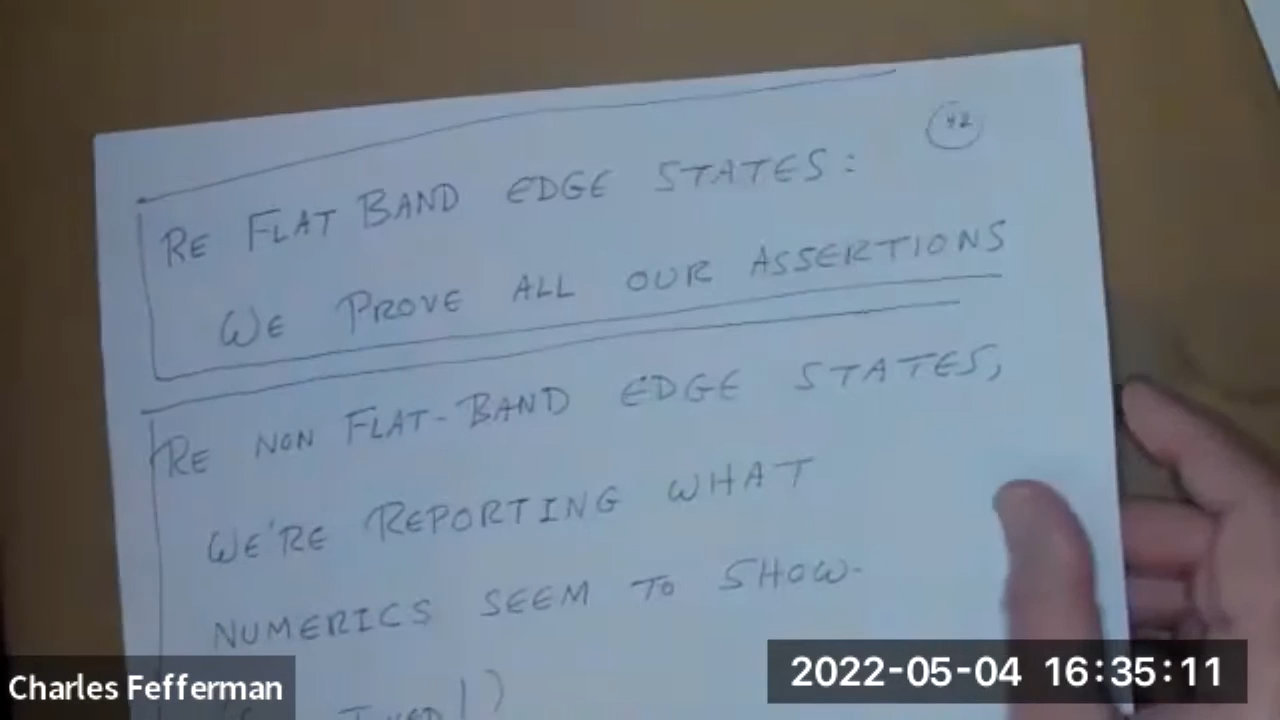 42
RE FLAT BAND EDGE STATES:
WE PROVE ALL OUR ASSERTIONS
RE NON FLAT-BAND EDGE STATES,
WE'RE REPORTING WHAT
NUMERICS SEEM TO SHOW.
Charles Fefferman
2022-05-04 16:35:11